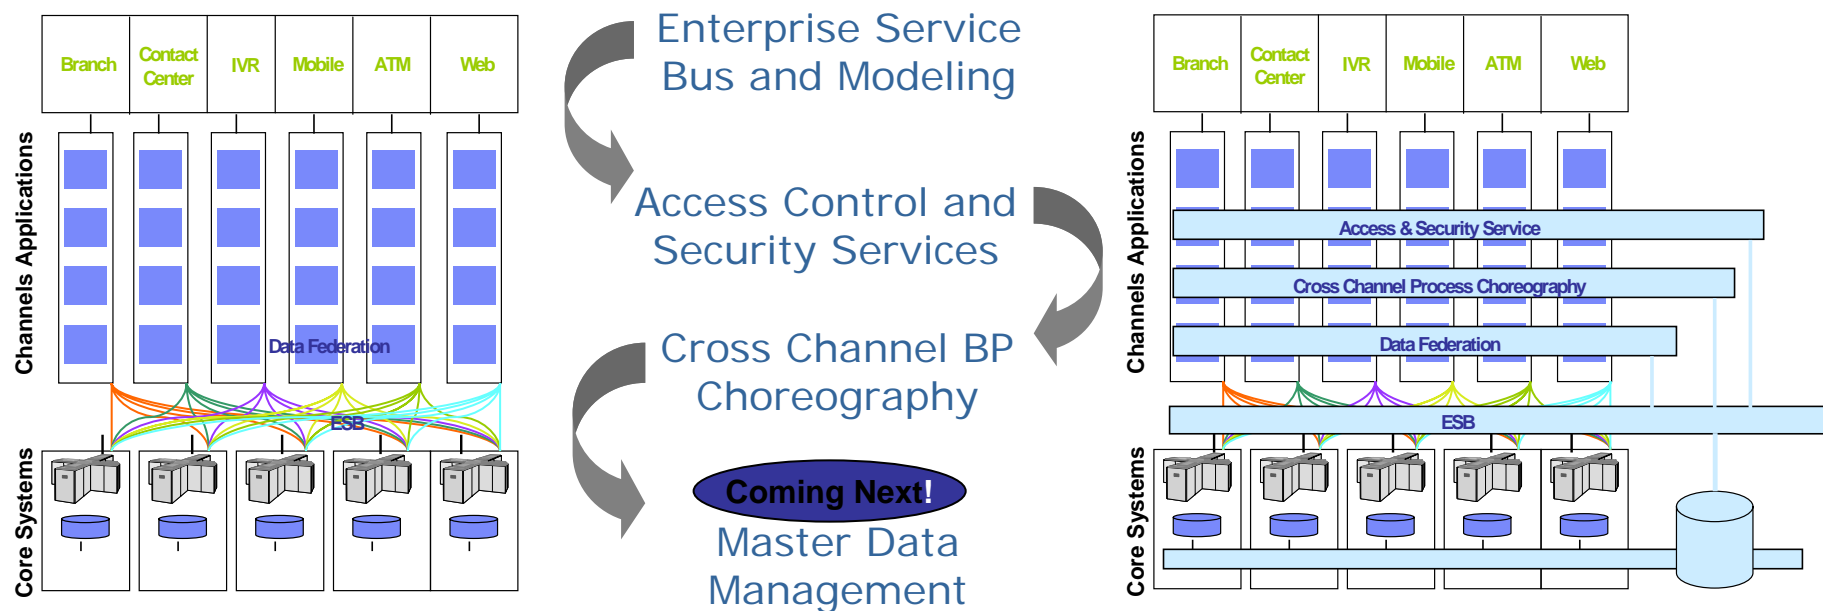 Branch
Contact
Center
IVR
Mobile
ATM
Web
Channels Applications
Data Federation
ESB
Core Systems
Enterprise Service
Bus and Modeling
Access Control and
Security Services
Cross Channel BP
Choreography
Coming Next!
Master Data
Management
Branch
Contact
Center
IVR
Mobile
ATM
Web
Channels Applications
Access & Security Service
Cross Channel Process Choreography
Data Federation
ESB
Core Systems